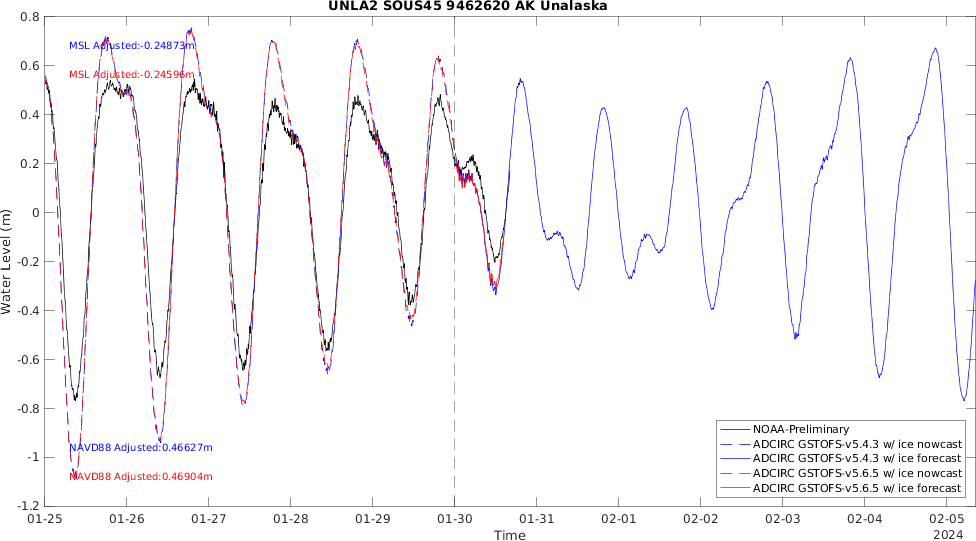 UNLA2 SOUS45 9462620 AK Unalaska
0.8
0.6
0.4
0.2
0
-0.2
-0.4
-0.6
-0.8
-1
-1.2
Water Level (m)
MSL Adjusted:-0.24873m
MSL Adjusted:-0.24596m
NAVD88 Adjusted:0.46627m
NAVD88 Adjusted:0.46904m
NOAA-Preliminary
ADCIRC GSTOFS-v5.4.3 w/ ice nowcast
ADCIRC GSTOFS-v5.4.3 w/ ice forecast
ADCIRC GSTOFS-v5.6.5 w/ ice nowcast
ADCIRC GSTOFS-v5.6.5 w/ ice forecast
01-25 01-26 01-27 01-28 01-29 01-30 01-31 02-01 02-02 02-03 02-04 02-05
Time 2024